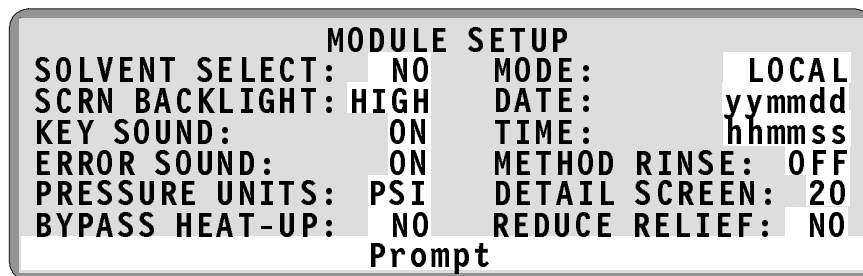 MODULE SETUP
SOLVENT SELECT: NO MODE: LOCAL
SCRN BACKLIGHT: HIGH DATE: yymmdd
KEY SOUND: ON TIME: hhmmss
ERROR SOUND: ON METHOD RINSE: OFF
PRESSURE UNITS: PSI DETAIL SCREEN: 20
BYPASS HEAT-UP: NO REDUCE RELIEF: NO
Prompt